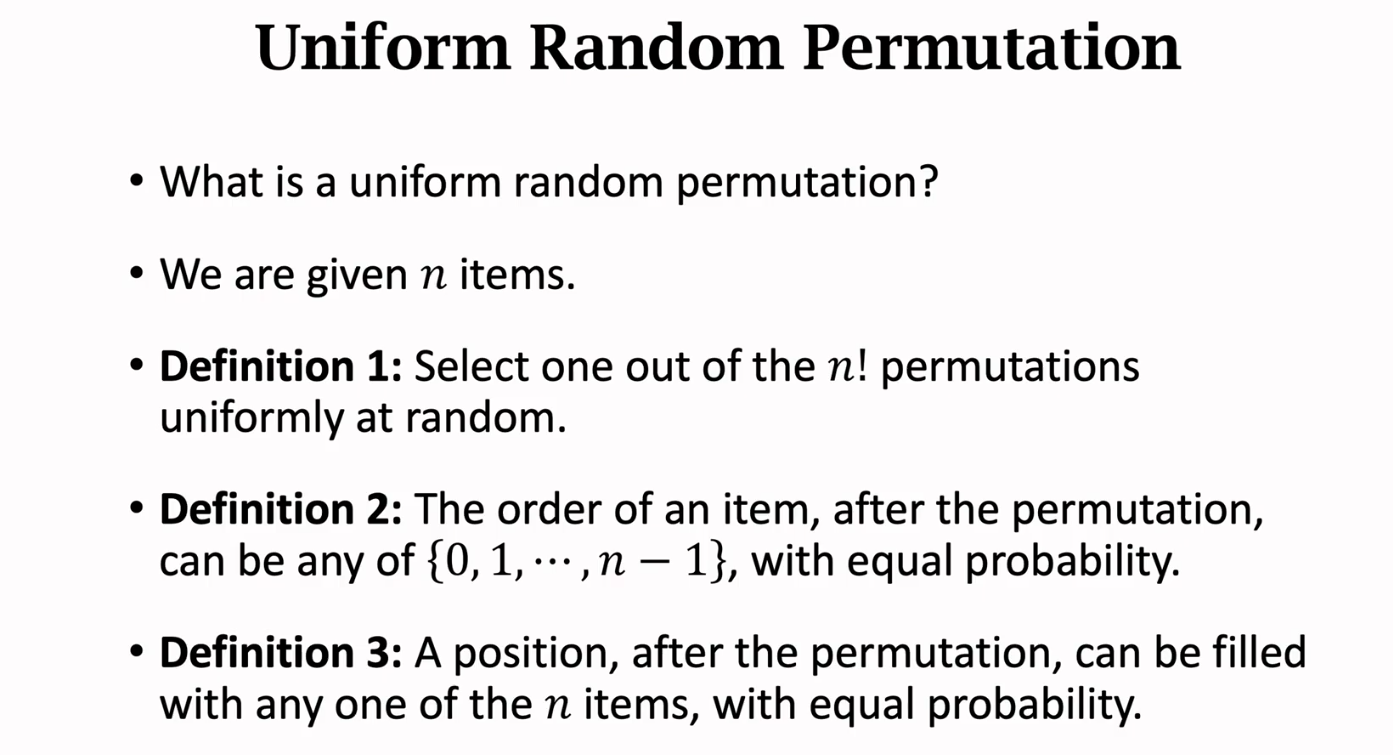 Uniform Random Permutation
• What is a uniform random permutation?
• We are given n items.
• Definition 1: Select one out of the n! permutations
uniformly at random.
• Definition 2: The order of an item, after the permutation,
can be any of {0, 1, ⋯ , n − 1}, with equal probability.
• Definition 3: A position, after the permutation, can be filled
with any one of the n items, with equal probability.